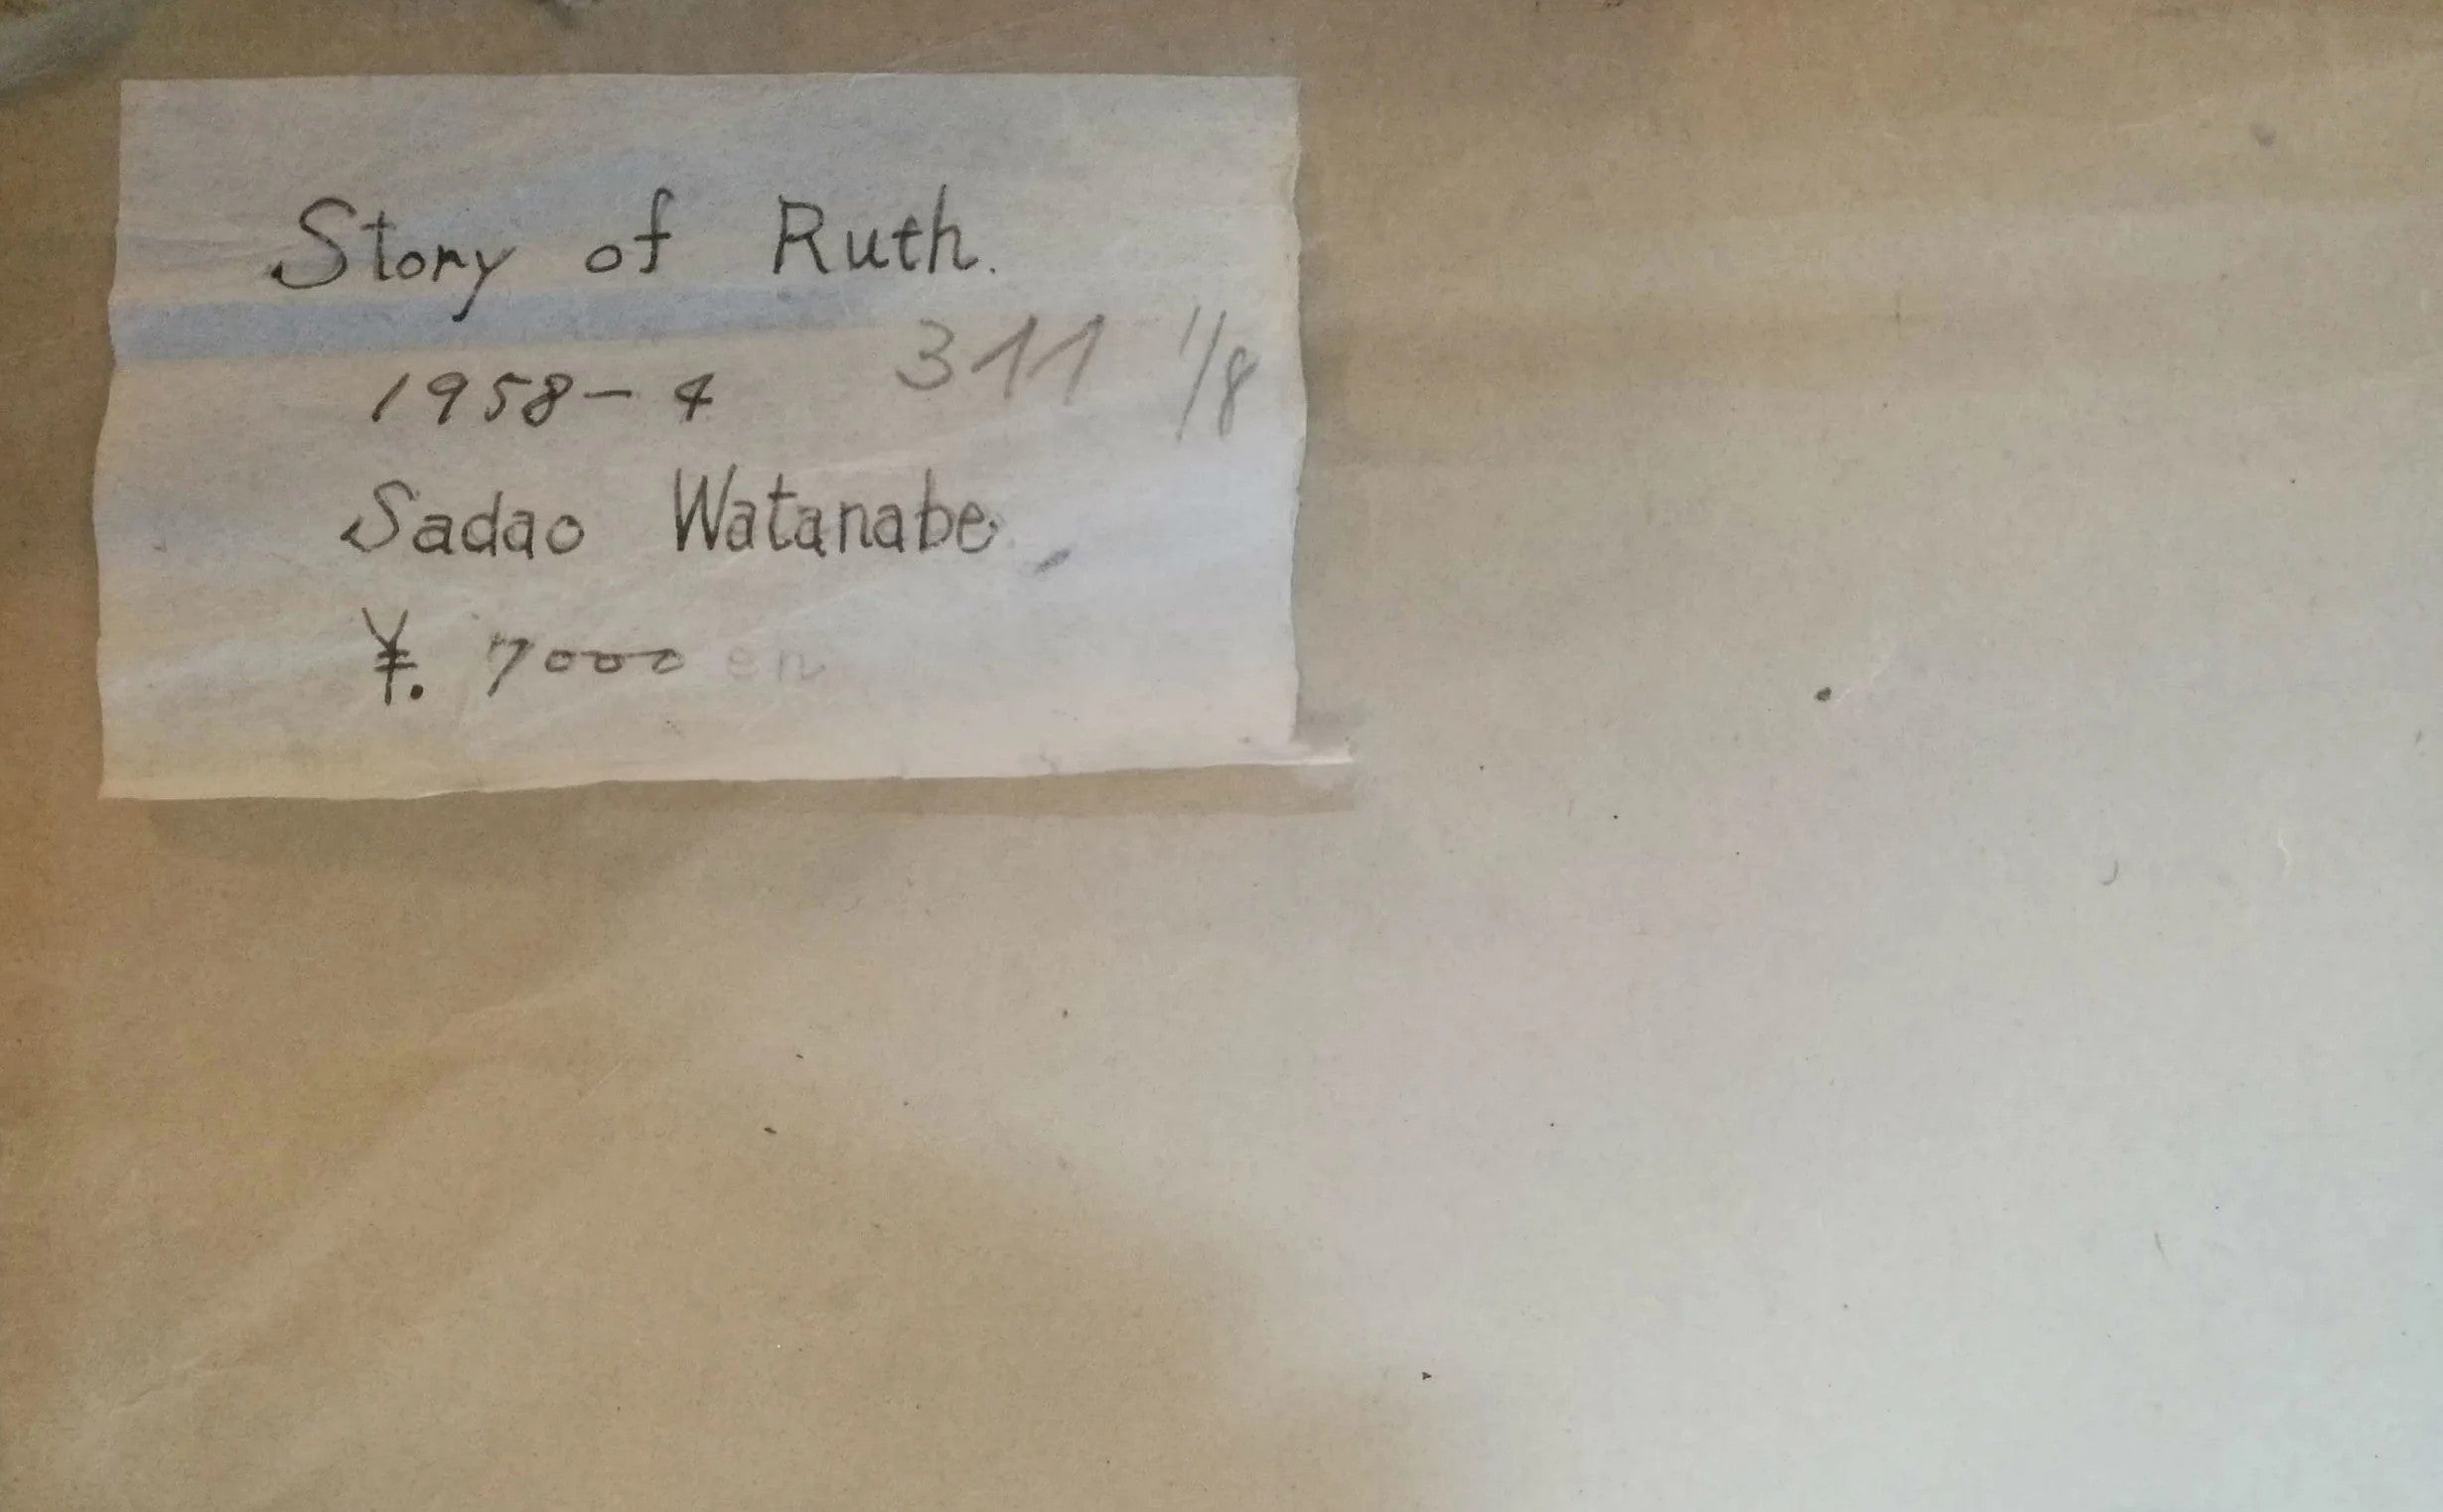 Story of Ruth.
1958-4 311 1/8
Sadao Watanabe
¥. 7000 en